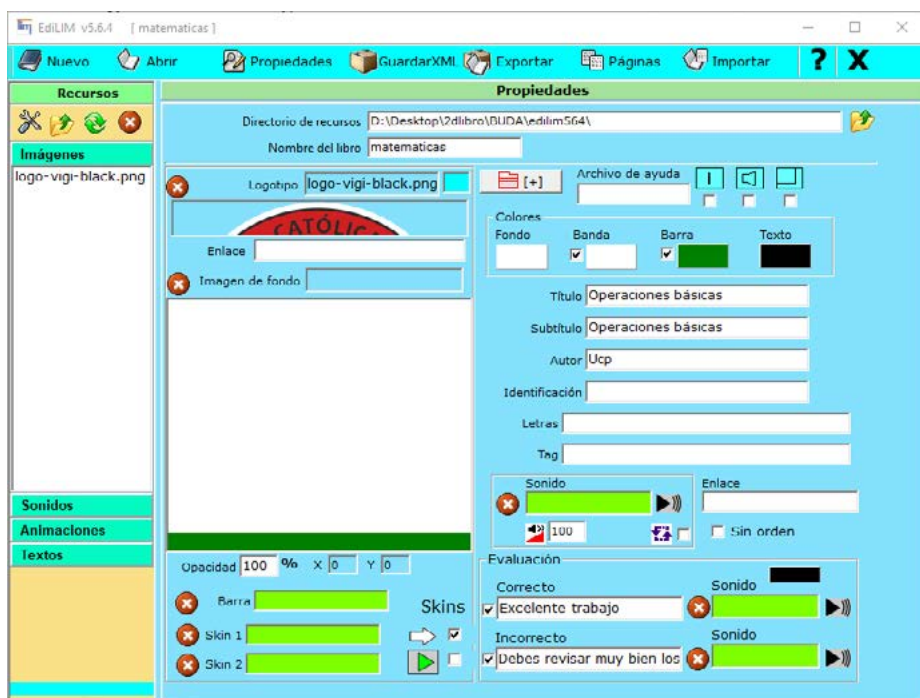 EdiLIM v5.6.4 [ matematicas ]
Nuevo Abrir Propiedades GuardarXML Exportar Páginas Importar ? X
Recursos
Propiedades
Directorio de recursos D:\Desktop\2dlibro\BUDA\edilim564\
Nombre del libro matematicas
Imágenes
logo-vigi-black.png
Logotipo logo-vigi-black.png
CATÓLIC
Enlace
Imagen de fondo
[+] Archivo de ayuda
Colores
Fondo Banda Barra Texto
Título Operaciones básicas
Subtítulo Operaciones básicas
Autor Ucp
Identificación
Letras
Tag
Sonido Enlace
100 Sin orden
Sonidos
Animaciones
Textos
Opacidad 100 % X 0 Y 0
Barra
Skins
Skin 1
Skin 2
Evaluación
Correcto Sonido
Excelente trabajo
Incorrecto Sonido
Debes revisar muy bien los